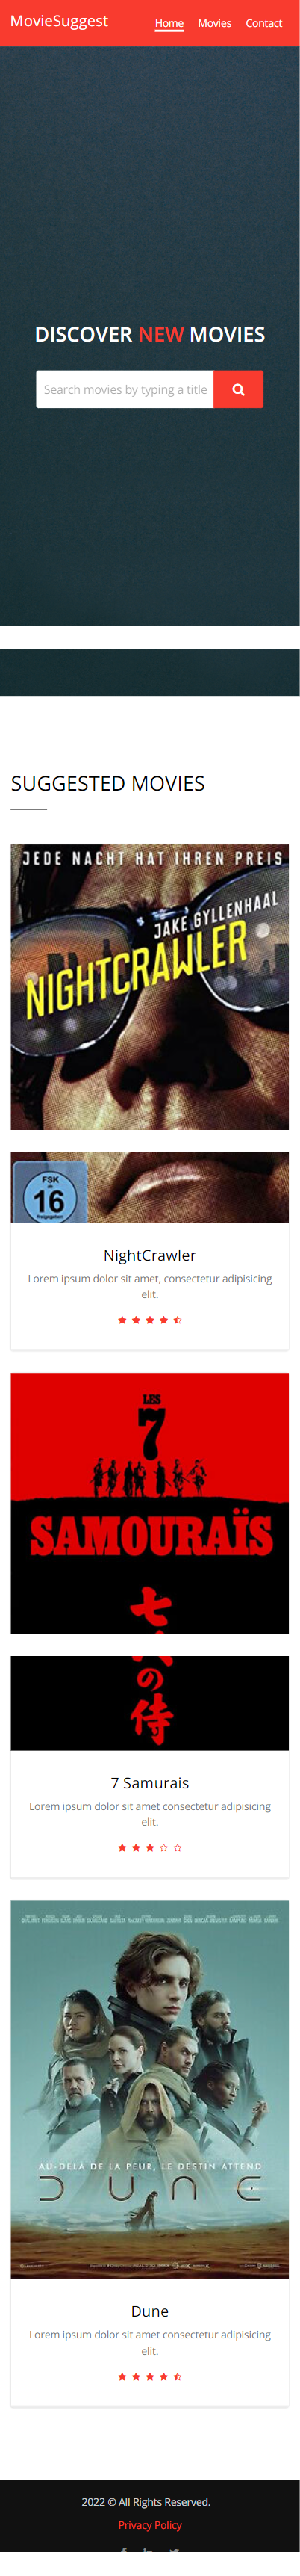 MovieSuggest
Home Movies Contact
DISCOVER NEW MOVIES
Search movies by typing a title
SUGGESTED MOVIES
JEDE NACHT HAT IHREN PREIS
JAKE GYLLENHAAL
NIGHTCRAWLER
FSK
ab
16
freigegeben
NightCrawler
Lorem ipsum dolor sit amet, consectetur adipisicing
elit.
LES
7
SAMOURAÏS
七
人
の
侍
7 Samurais
Lorem ipsum dolor sit amet consectetur adipisicing
elit.
AU-DELÀ DE LA PEUR, LE DESTIN ATTEND
DUNE
Dune
Lorem ipsum dolor sit amet consectetur adipisicing
elit.
2022 © All Rights Reserved.
Privacy Policy